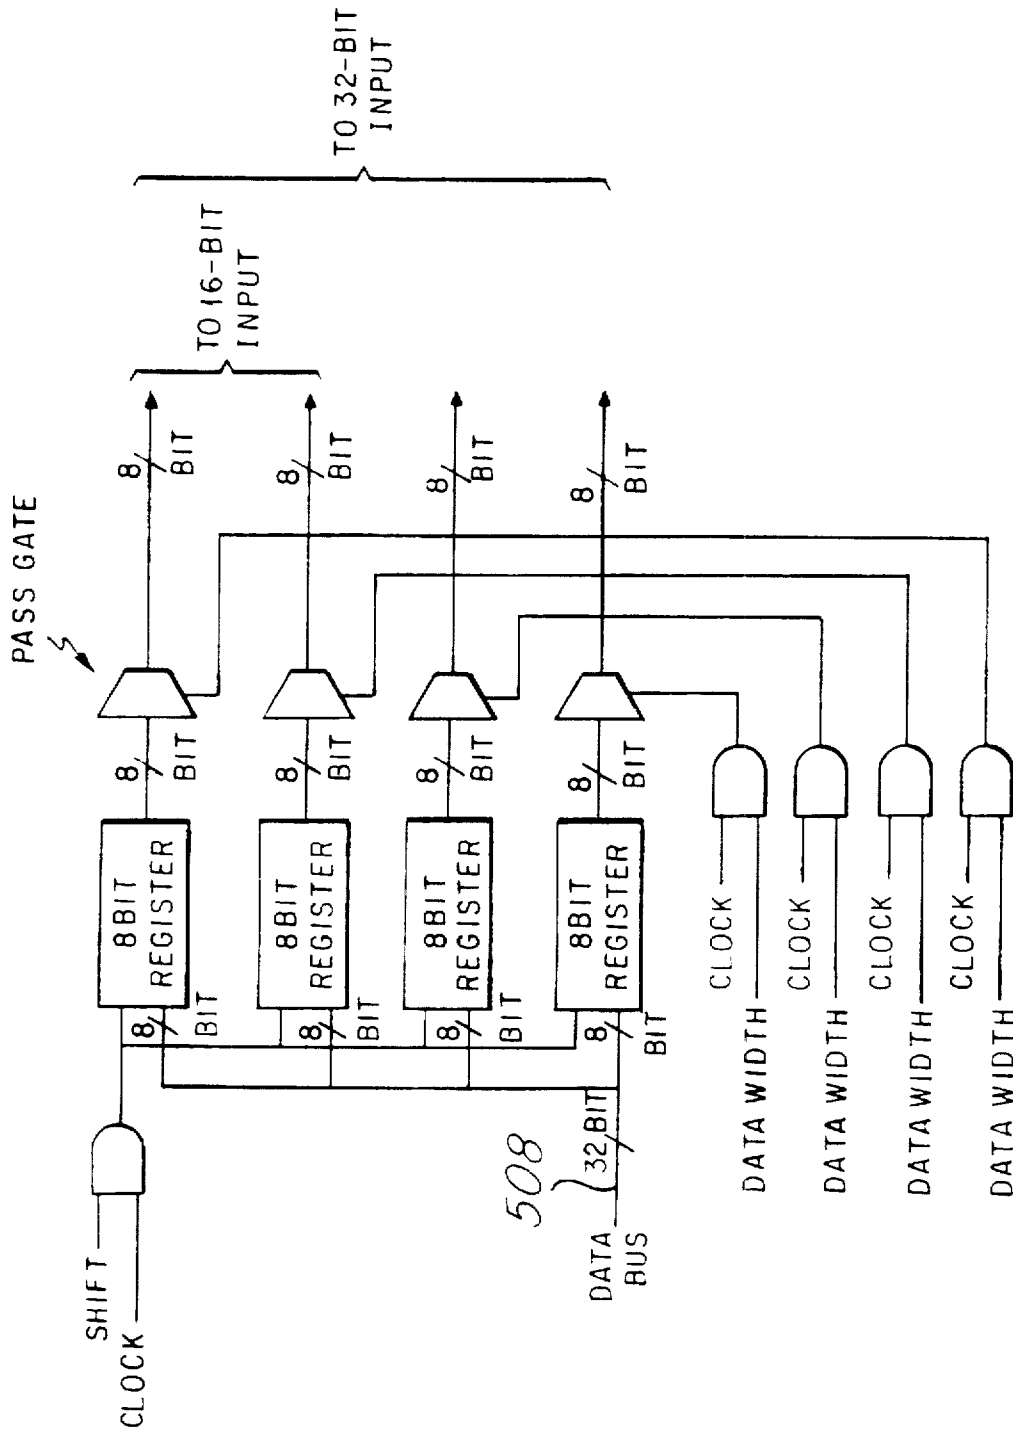 PASS GATE
SHIFT
CLOCK
8
BIT
8BIT
REGISTER
8
BIT
8
BIT
TO 16-BIT
INPUT
8
BIT
8BIT
REGISTER
8
BIT
8
BIT
TO 32-BIT
INPUT
8
BIT
8BIT
REGISTER
8
BIT
8
BIT
508
32 BIT
DATA
BUS
8
BIT
8BIT
REGISTER
8
BIT
8
BIT
CLOCK
DATA WIDTH
CLOCK
DATA WIDTH
CLOCK
DATA WIDTH
CLOCK
DATA WIDTH